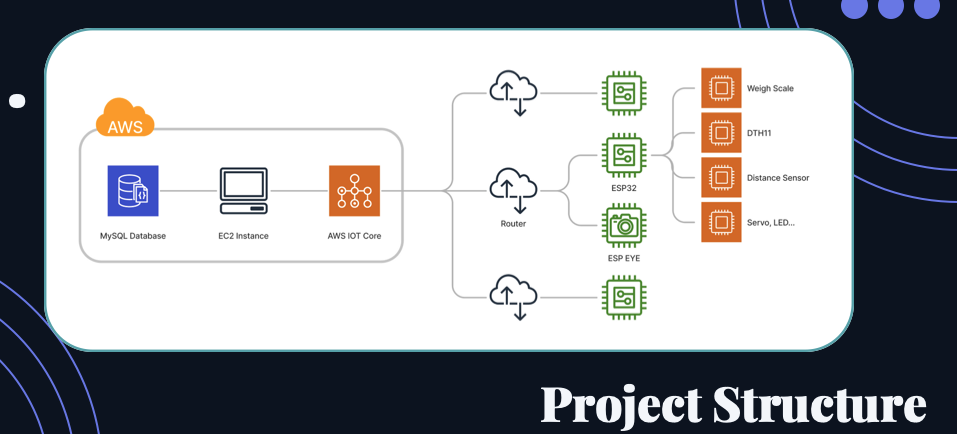 AWS
MySQL Database
EC2 Instance
AWS IOT Core
Router
ESP32
ESP EYE
Weigh Scale
DTH11
Distance Sensor
Servo, LED...
Project Structure